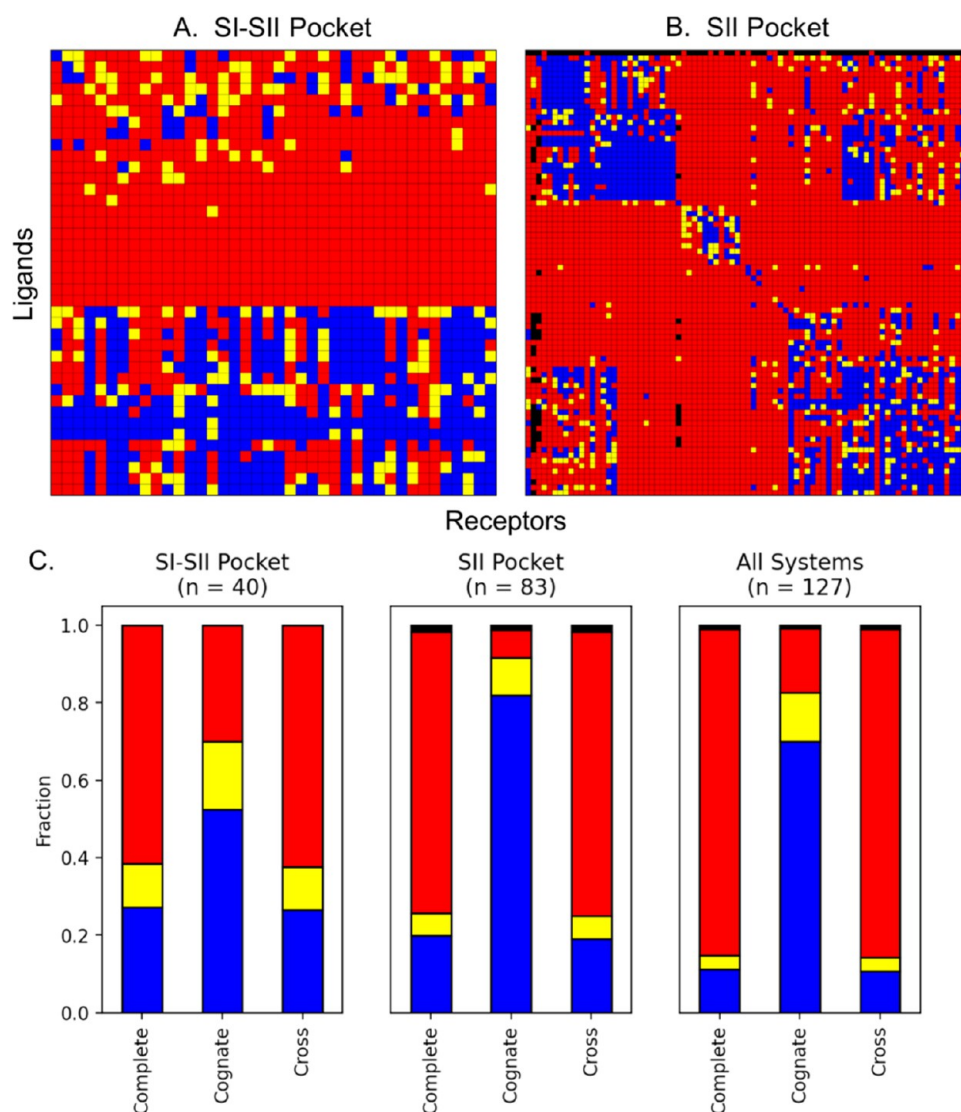 A. SI-SII Pocket
B. SII Pocket
Ligands
Receptors
C.
SI-SII Pocket
(n = 40)
SII Pocket
(n = 83)
All Systems
(n = 127)
Fraction
1.0
0.8
0.6
0.4
0.2
0.0
Complete
Cognate
Cross
Complete
Cognate
Cross
Complete
Cognate
Cross